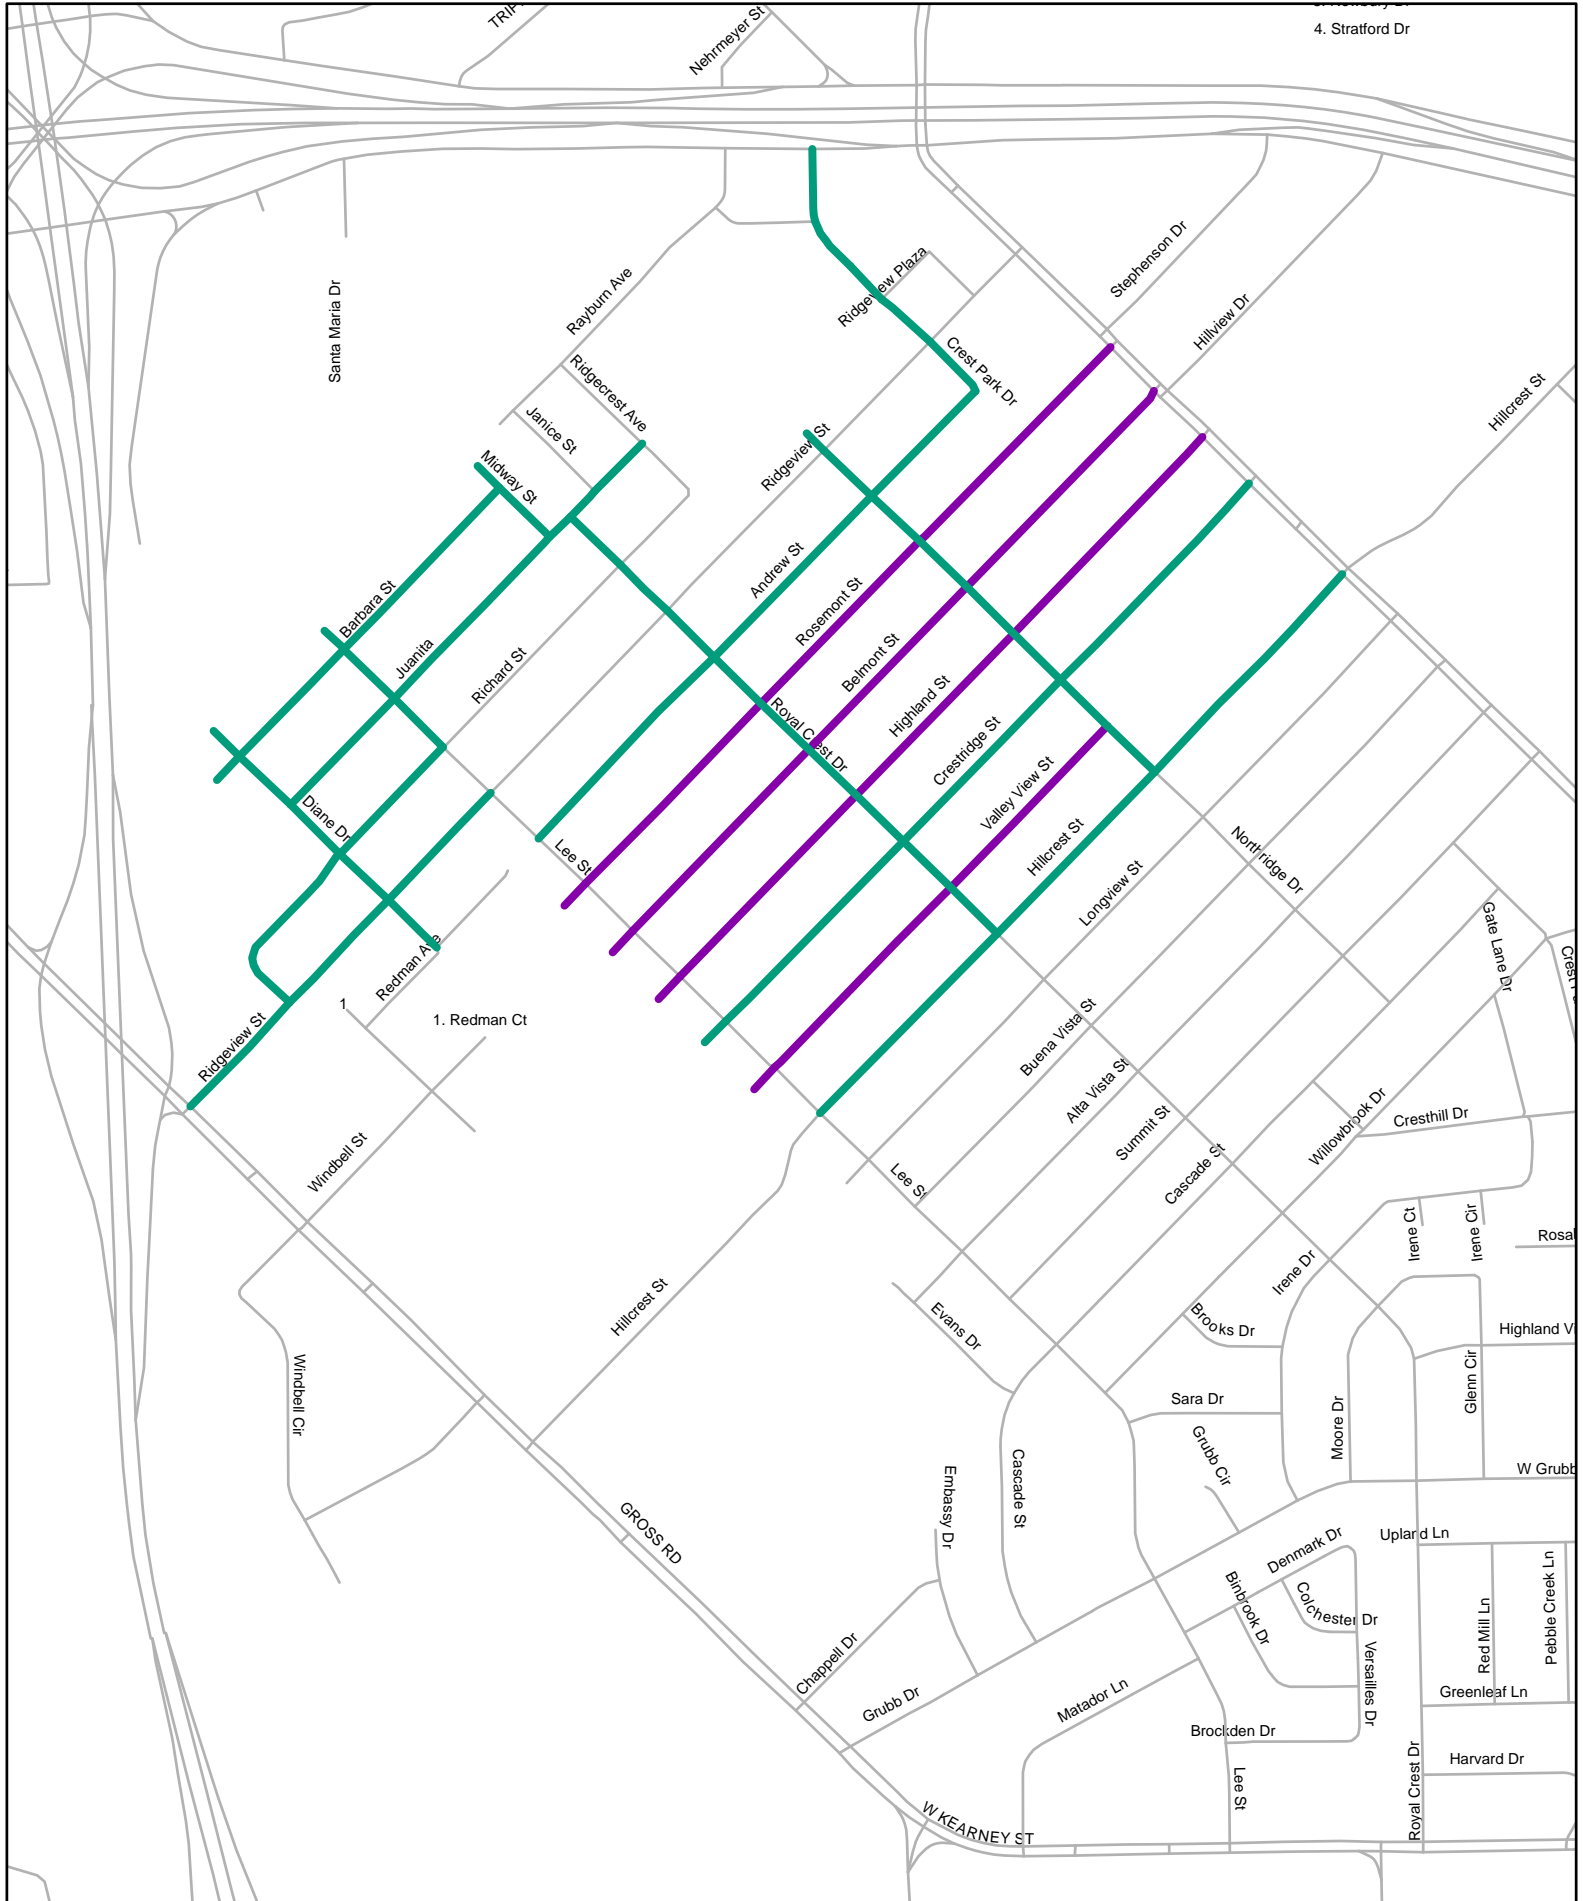 4. Stratford Dr
Nehrmeyer St
Stephenson Dr
Ridgeview Plaza
Rayburn Ave
Santa Maria Dr
Hillview Dr
Crest Park Dr
Ridgecrest Ave
Hillcrest St
Janice St
Ridgeview St
Midway St
Andrew St
Barbara St
Rosemont St
Juanita
Belmont St
Richard St
Highland St
Royal Crest Dr
Crestridge St
Valley View St
Diane Dr
Hillcrest St
Northridge Dr
Lee St
Longview St
Gate Lane Dr
Redman Ave
1
1. Redman Ct
Buena Vista St
Ridgeview St
Alta Vista St
Summit St
Willowbrook Dr
Cresthill Dr
Windbell St
Cascade St
Lee St
Irene Ct
Irene Cir
Irene Dr
Hillcrest St
Evans Dr
Brooks Dr
Highland V
Windbell Cir
Glenn Cir
Sara Dr
Moore Dr
Grubb Cir
W Grubb
Cascade St
Embassy Dr
GROSS RD
Denmark Dr
Upland Ln
Binbrook Dr
Colchester Dr
Red Mill Ln
Pebble Creek Ln
Chappell Dr
Versailles Dr
Grubb Dr
Matador Ln
Greenleaf Ln
Brockden Dr
Harvard Dr
Lee St
Royal Crest Dr
W KEARNEY ST